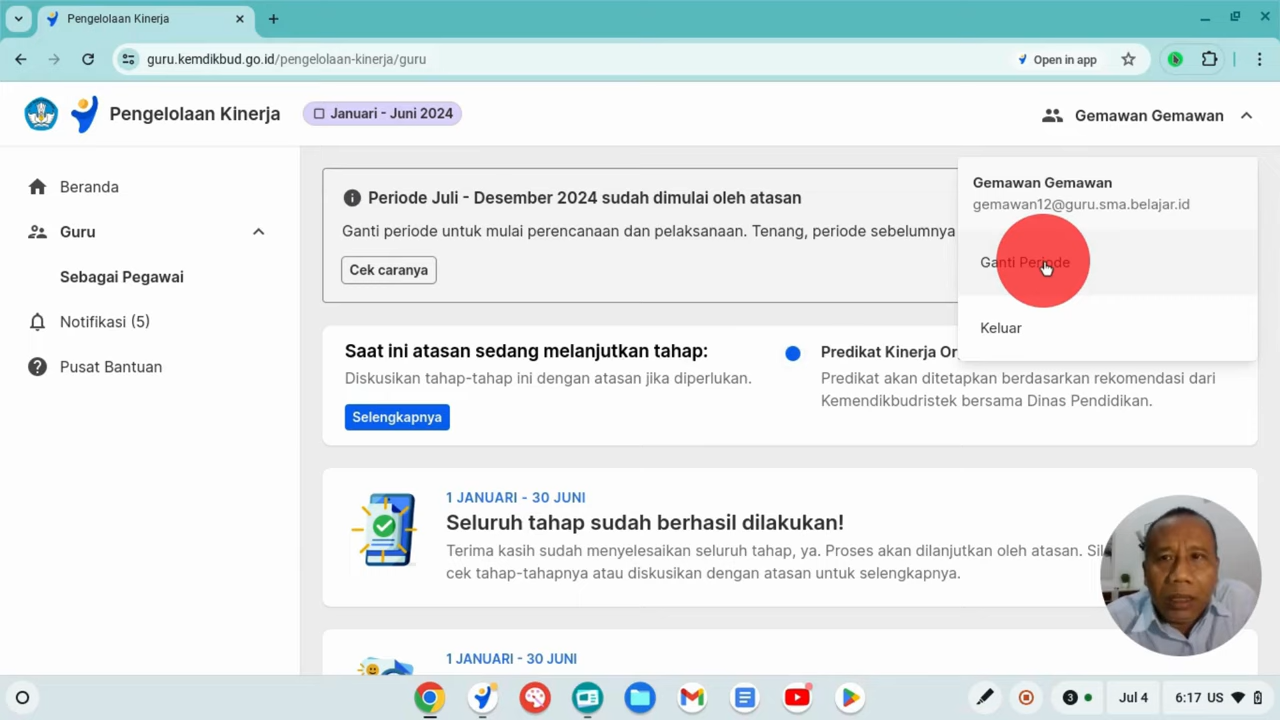 Pengelolaan Kinerja
guru.kemdikbud.go.id/pengelolaan-kinerja/guru
Open in app
Pengelolaan Kinerja
Januari - Juni 2024
Gemawan Gemawan
Gemawan Gemawan
gemawan12@guru.sma.belajar.id
Ganti Periode
Keluar
Beranda
Guru
Sebagai Pegawai
Notifikasi (5)
Pusat Bantuan
Periode Juli - Desember 2024 sudah dimulai oleh atasan
Ganti periode untuk mulai perencanaan dan pelaksanaan. Tenang, periode sebelumnya
Cek caranya
Saat ini atasan sedang melanjutkan tahap:
Diskusikan tahap-tahap ini dengan atasan jika diperlukan.
Selengkapnya
Predikat Kinerja Or
Predikat akan ditetapkan berdasarkan rekomendasi dari
Kemendikbudristek bersama Dinas Pendidikan.
1 JANUARI - 30 JUNI
Seluruh tahap sudah berhasil dilakukan!
Terima kasih sudah menyelesaikan seluruh tahap, ya. Proses akan dilanjutkan oleh atasan. Sil
cek tahap-tahapnya atau diskusikan dengan atasan untuk selengkapnya.
1 JANUARI - 30 JUNI
3
Jul 4
6:17 US